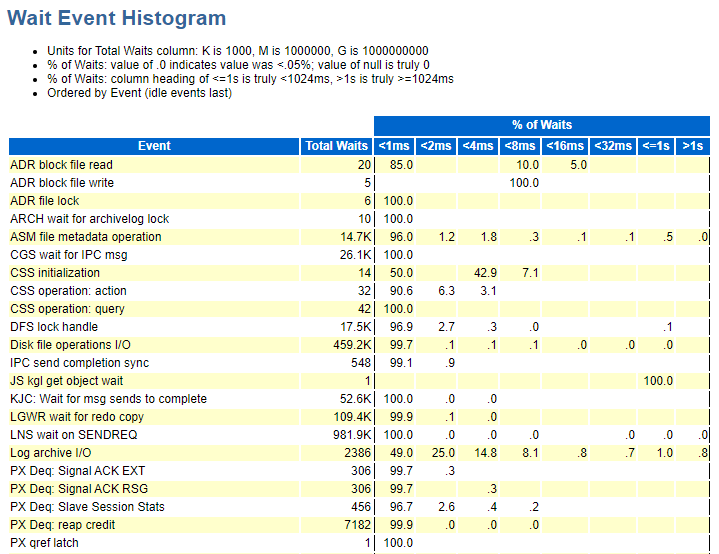 Wait Event Histogram
Units for Total Waits column: K is 1000, M is 1000000, G is 1000000000
% of Waits: value of .0 indicates value was <.05%; value of null is truly 0
% of Waits: column heading of <=1s is truly <1024ms, >1s is truly >=1024ms
Ordered by Event (idle events last)
% of Waits
Event Total Waits <1ms <2ms <4ms <8ms <16ms <32ms <=1s >1s
ADR block file read 20 85.0 10.0 5.0
ADR block file write 5 100.0
ADR file lock 6 100.0
ARCH wait for archivelog lock 10 100.0
ASM file metadata operation 14.7K 96.0 1.2 1.8 .3 .1 .1 .5 .0
CGS wait for IPC msg 26.1K 100.0
CSS initialization 14 50.0 42.9 7.1
CSS operation: action 32 90.6 6.3 3.1
CSS operation: query 42 100.0
DFS lock handle 17.5K 96.9 2.7 .3 .0 .1
Disk file operations I/O 459.2K 99.7 .1 .1 .1 .0 .0 .0
IPC send completion sync 548 99.1 .9
JS kgl get object wait 1 100.0
KJC: Wait for msg sends to complete 52.6K 100.0 .0 .0
LGWR wait for redo copy 109.4K 99.9 .1 .0
LNS wait on SENDREQ 981.9K 100.0 .0 .0 .0 .0 .0 .0
Log archive I/O 2386 49.0 25.0 14.8 8.1 .8 .7 1.0 .8
PX Deq: Signal ACK EXT 306 99.7 .3
PX Deq: Signal ACK RSG 306 99.7 .3
PX Deq: Slave Session Stats 456 96.7 2.6 .4 .2
PX Deq: reap credit 7182 99.9 .0 .0 .0
PX qref latch 1 100.0